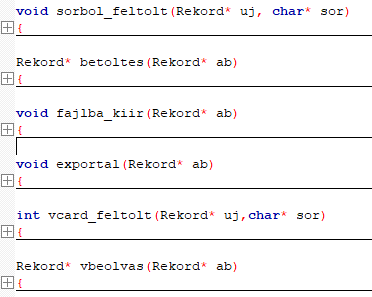 void sorbol_feltolt(Rekord* uj, char* sor)
{
Rekord* betoltes(Rekord* ab)
{
void fajlba_kiir(Rekord* ab)
{
void exportal(Rekord* ab)
{
int vcard_feltolt(Rekord* uj,char* sor)
{
Rekord* vbeolvas(Rekord* ab)
{